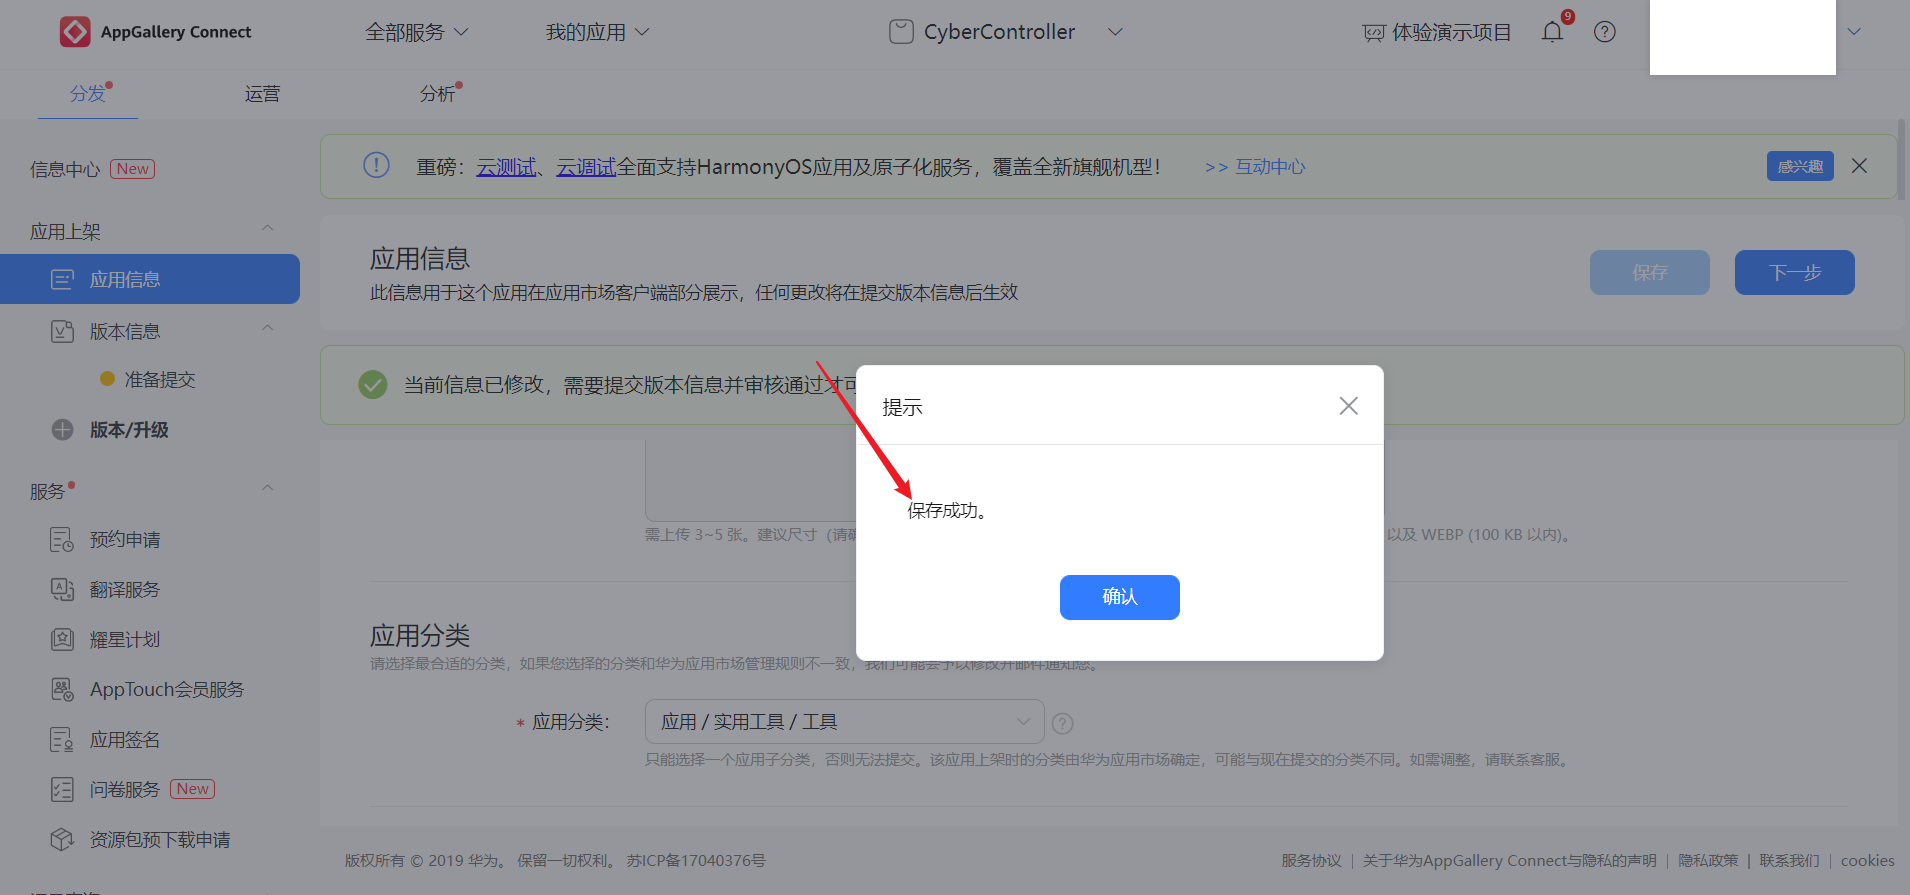 AppGallery Connect
全部服务
我的应用
CyberController
体验演示项目
9
分发
运营
分析
信息中心 New
应用上架
应用信息
版本信息
准备提交
版本/升级
服务
预约申请
翻译服务
耀星计划
AppTouch会员服务
应用签名
问卷服务 New
资源包预下载申请
重磅：云测试、云调试全面支持HarmonyOS应用及原子化服务，覆盖全新旗舰机型！ >> 互动中心
感兴趣
应用信息
此信息用于这个应用在应用市场客户端部分展示，任何更改将在提交版本信息后生效
保存
下一步
当前信息已修改，需要提交版本信息并审核通过才可
提示
保存成功。
确认
需上传 3~5 张。建议尺寸（请确
以及 WEBP (100 KB 以内)。
应用分类
请选择最合适的分类，如果您选择的分类和华为应用市场管理规则不一致，我们可能会予以修改并邮件通知您。
* 应用分类：
应用 / 实用工具 / 工具
只能选择一个应用子分类，否则无法提交。该应用上架时的分类由华为应用市场确定，可能与现在提交的分类不同。如需调整，请联系客服。
版权所有 © 2019 华为。 保留一切权利。 苏ICP备17040376号
服务协议 | 关于华为AppGallery Connect与隐私的声明 | 隐私政策 | 联系我们 | cookies